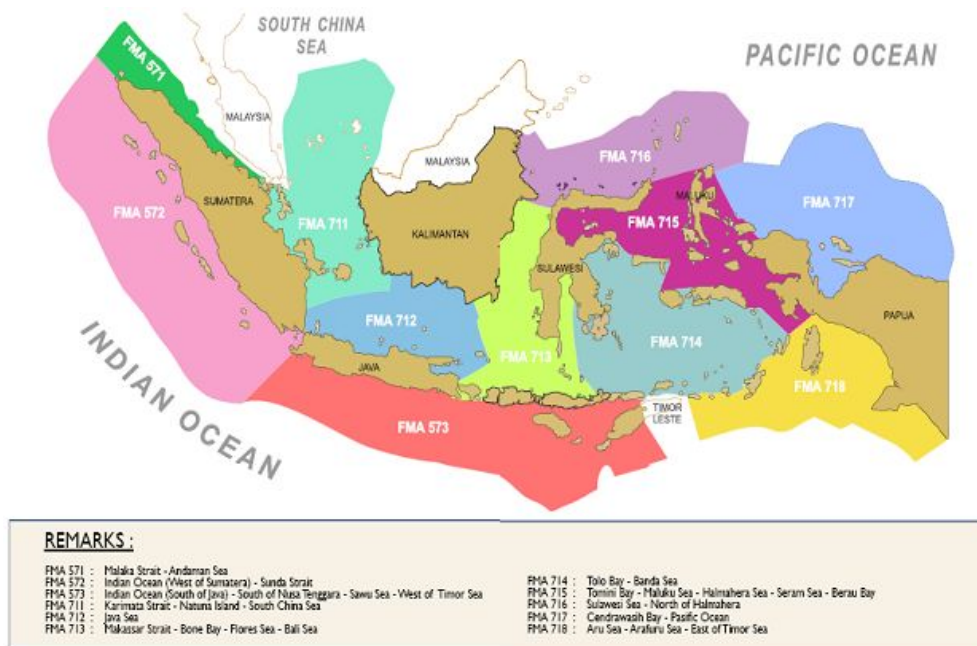 SOUTH CHINA
SEA
PACIFIC OCEAN
FMA 571
MALAYSIA
MALAYSIA
FMA 716
FMA 572
SUMATERA
FMA 711
KALIMANTAN
FMA 715
MALUKU
FMA 717
SULAWESI
FMA 712
FMA 713
FMA 714
PAPUA
JAVA
FMA 718
TIMOR
LESTE
FMA 573
INDIAN OCEAN
REMARKS :
FMA 571 : Malaka Strait - Andaman Sea
FMA 572 : Indian Ocean (West of Sumatera) - Sunda Strait
FMA 573 : Indian Ocean (South of Java) - South of Nusa Tenggara - Sawu Sea - West of Timor Sea
FMA 711 : Karimata Strait - Natuna Island - South China Sea
FMA 712 : Java Sea
FMA 713 : Makassar Strait - Bone Bay - Flores Sea - Bali Sea
FMA 714 : Tolo Bay - Banda Sea
FMA 715 : Tomini Bay - Maluku Sea - Halmahera Sea - Seram Sea - Berau Bay
FMA 716 : Sulawesi Sea - North of Halmahera
FMA 717 : Cendrawasih Bay - Pasific Ocean
FMA 718 : Aru Sea - Arafuru Sea - East of Timor Sea